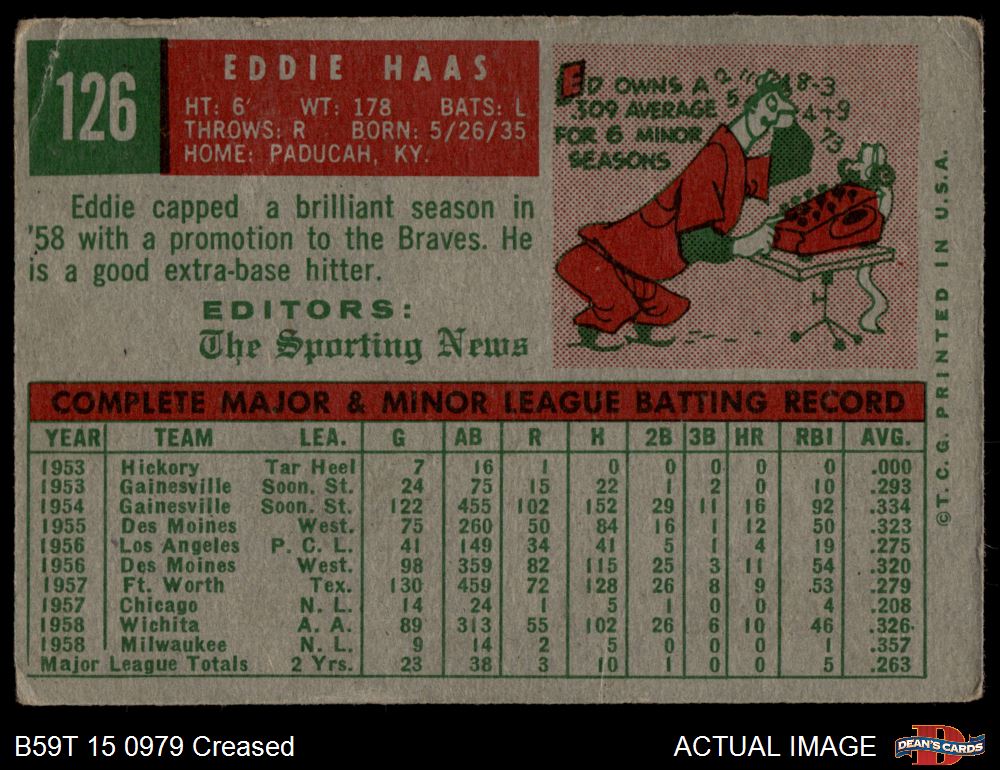 126
EDDIE HAAS
HT: 6' WT: 178 BATS: L
THROWS: R BORN: 5/26/35
HOME: PADUCAH, KY.
ED OWNS A
.309 AVERAGE
FOR 6 MINOR
SEASONS
2 11 4 8-3
5 4+9
73
Eddie capped a brilliant season in
'58 with a promotion to the Braves. He
is a good extra-base hitter.
EDITORS:
The Sporting News
COMPLETE MAJOR & MINOR LEAGUE BATTING RECORD
YEAR TEAM LEA. G AB R H 2B 3B HR RBI AVG.
1953 Hickory Tar Heel 7 16 1 0 0 0 0 0 .000
1953 Gainesville Soon. St. 24 75 15 22 1 2 0 10 .293
1954 Gainesville Soon. St. 122 455 102 152 29 11 16 92 .334
1955 Des Moines West. 75 260 50 84 16 1 12 50 .323
1956 Los Angeles P. C. L. 41 149 34 41 5 1 4 19 .275
1956 Des Moines West. 98 359 82 115 25 3 11 54 .320
1957 Ft. Worth Tex. 130 459 72 128 26 8 9 53 .279
1957 Chicago N. L. 14 24 1 5 1 0 0 4 .208
1958 Wichita A. A. 89 313 55 102 26 6 10 46 .326
1958 Milwaukee N. L. 9 14 2 5 0 0 0 1 .357
Major League Totals 2 Yrs. 23 38 3 10 1 0 0 5 .263
©T. C. G. PRINTED IN U.S.A.
B59T 15 0979 Creased
ACTUAL IMAGE
DEAN'S CARDS